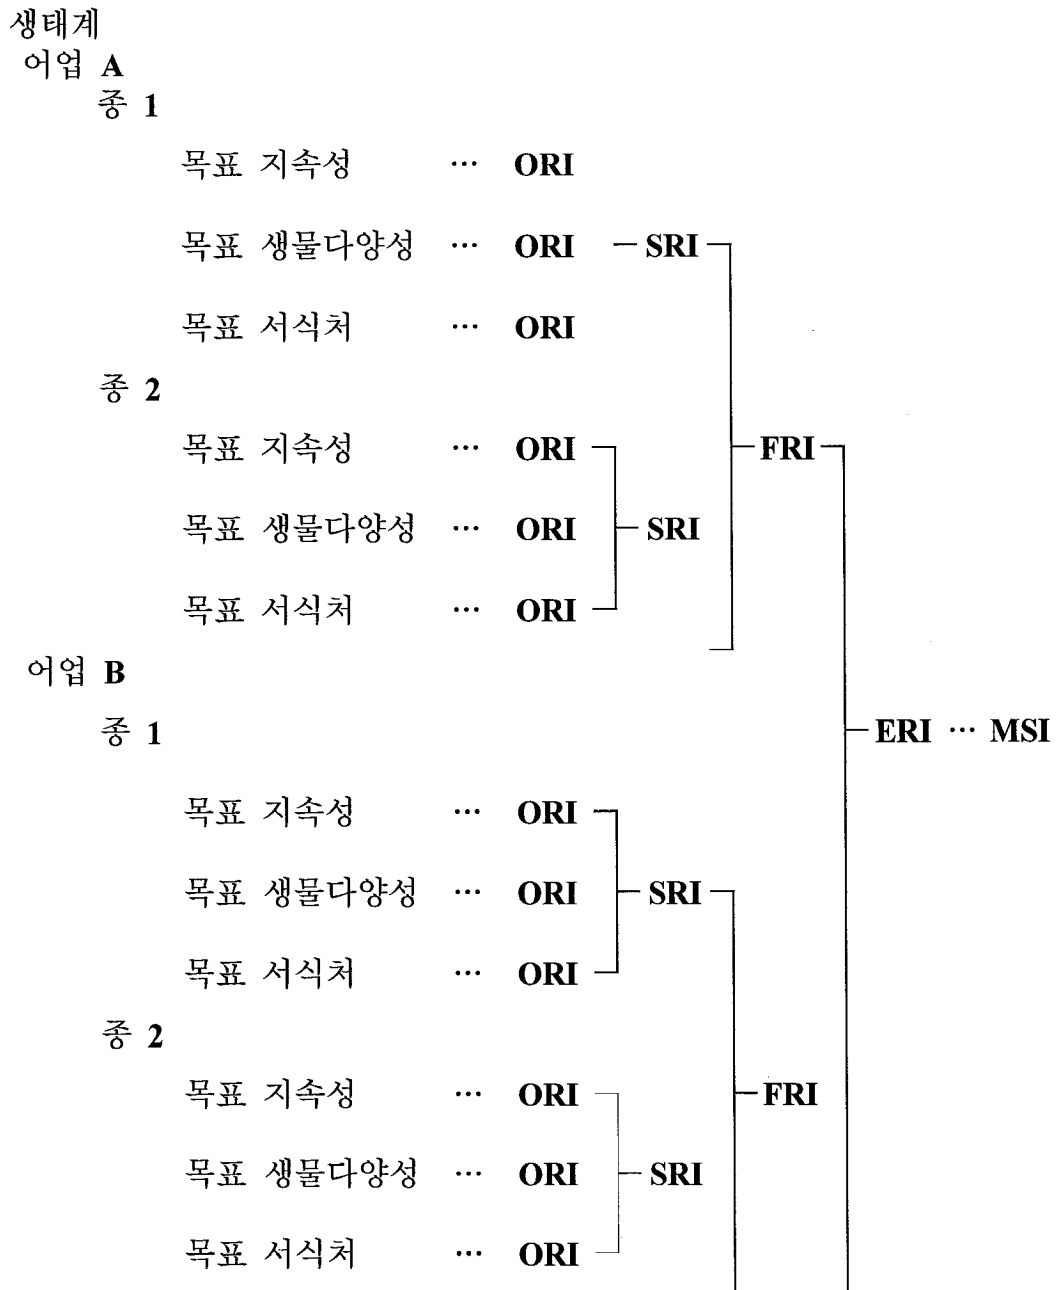 생태계
어업 A
종 1
목표 지속성 … ORI
목표 생물다양성 … ORI SRI
목표 서식처 … ORI
종 2
목표 지속성 … ORI FRI
목표 생물다양성 … ORI SRI
목표 서식처 … ORI
어업 B
종 1 ERI … MSI
목표 지속성 … ORI
목표 생물다양성 … ORI SRI
목표 서식처 … ORI
종 2
목표 지속성 … ORI FRI
목표 생물다양성 … ORI SRI
목표 서식처 … ORI